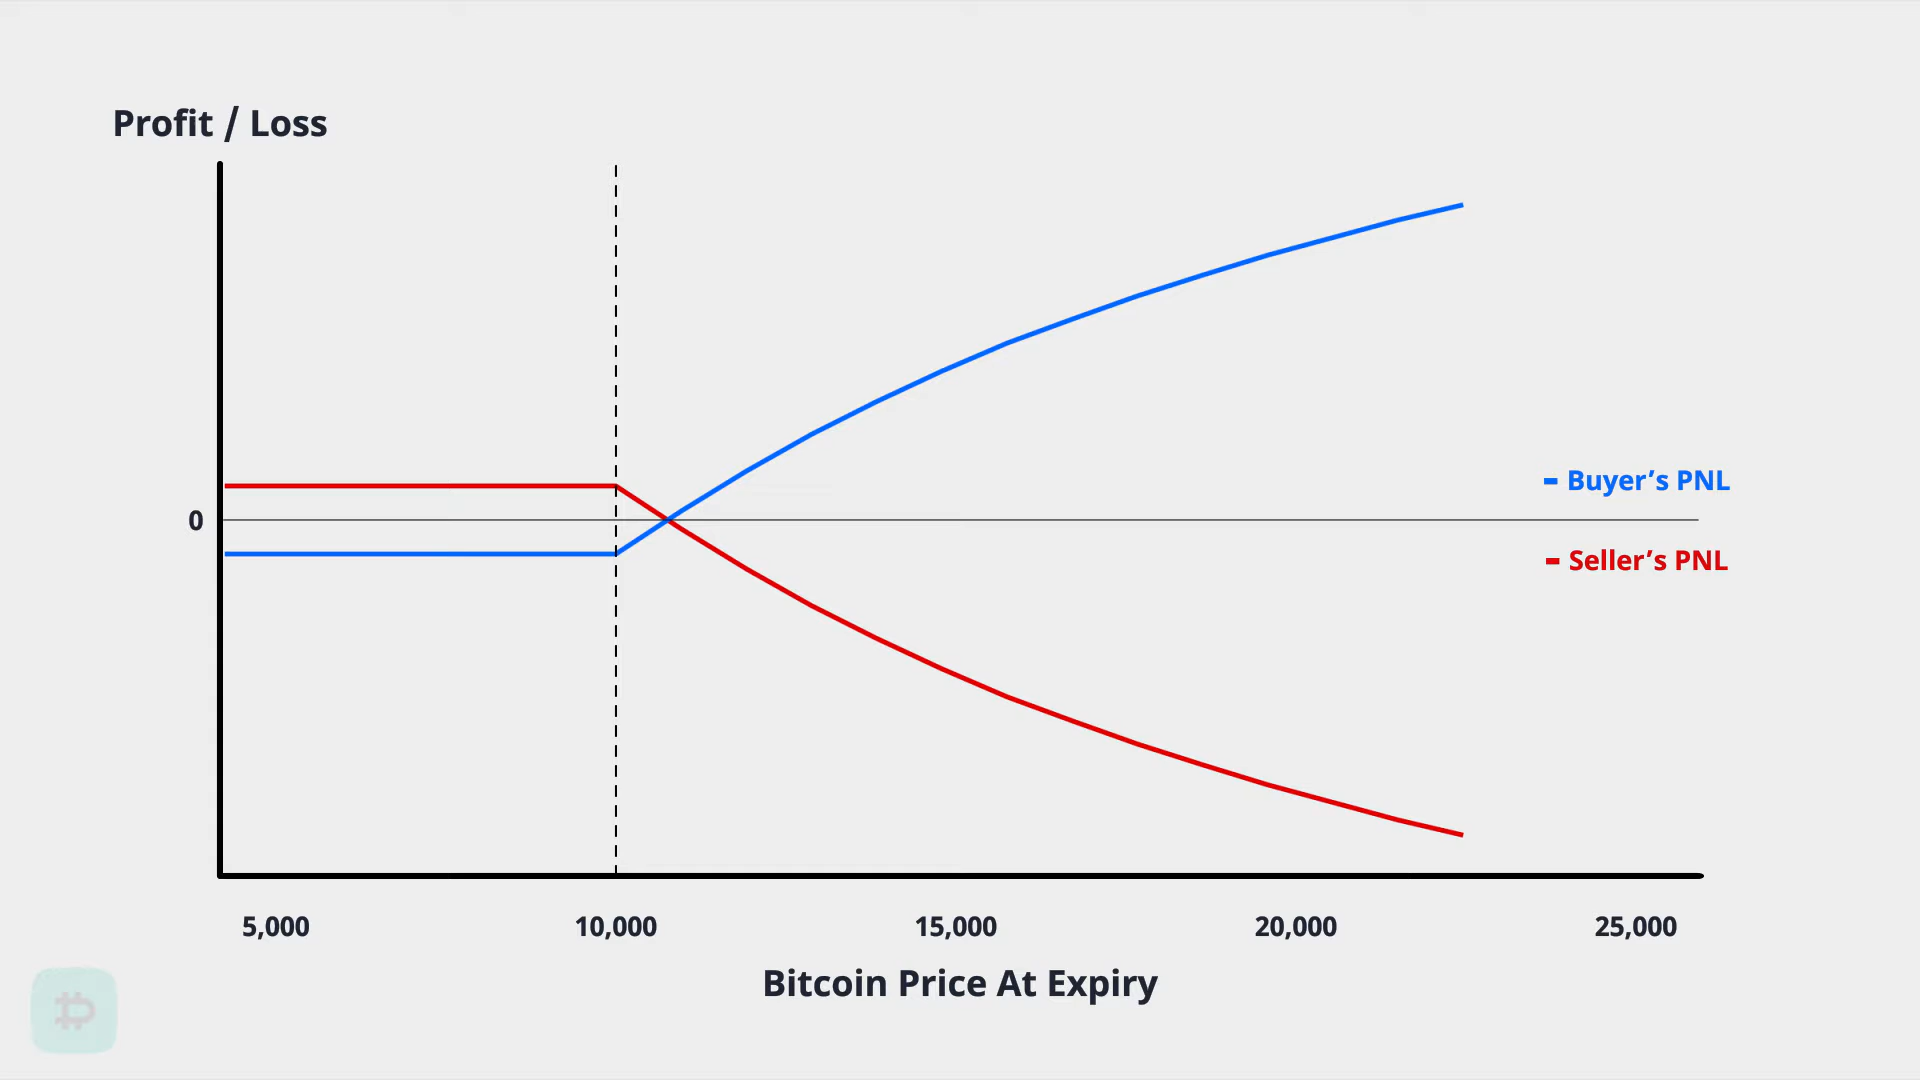 Profit / Loss
Buyer’s PNL
0
Seller’s PNL
5,000 10,000 15,000 20,000 25,000
Bitcoin Price At Expiry